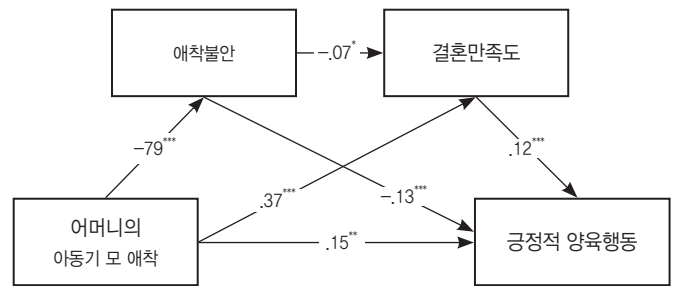 애착불안
-.07*
결혼만족도
-79***
.12***
.37***
-.13***
어머니의
아동기 모 애착
.15**
긍정적 양육행동